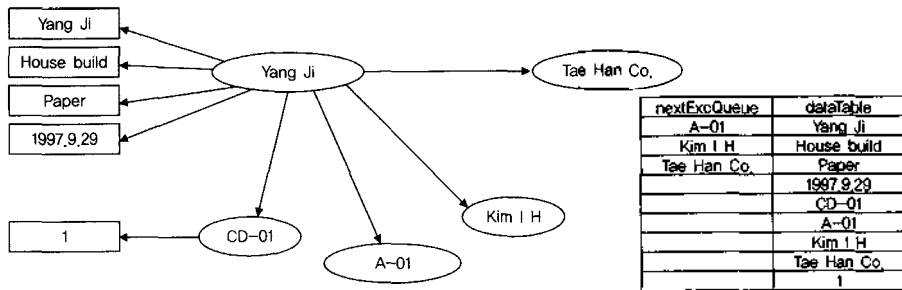 Yang Ji
House build
Paper
1997.9.29
1
Yang Ji
Tae Han Co.
CD-01
A-01
Kim I H
nextExcQueue dataTable
A-01 Yang Ji
Kim I H House build
Tae Han Co. Paper
1997.9.29
CD-01
A-01
Kim I H
Tae Han Co.
1